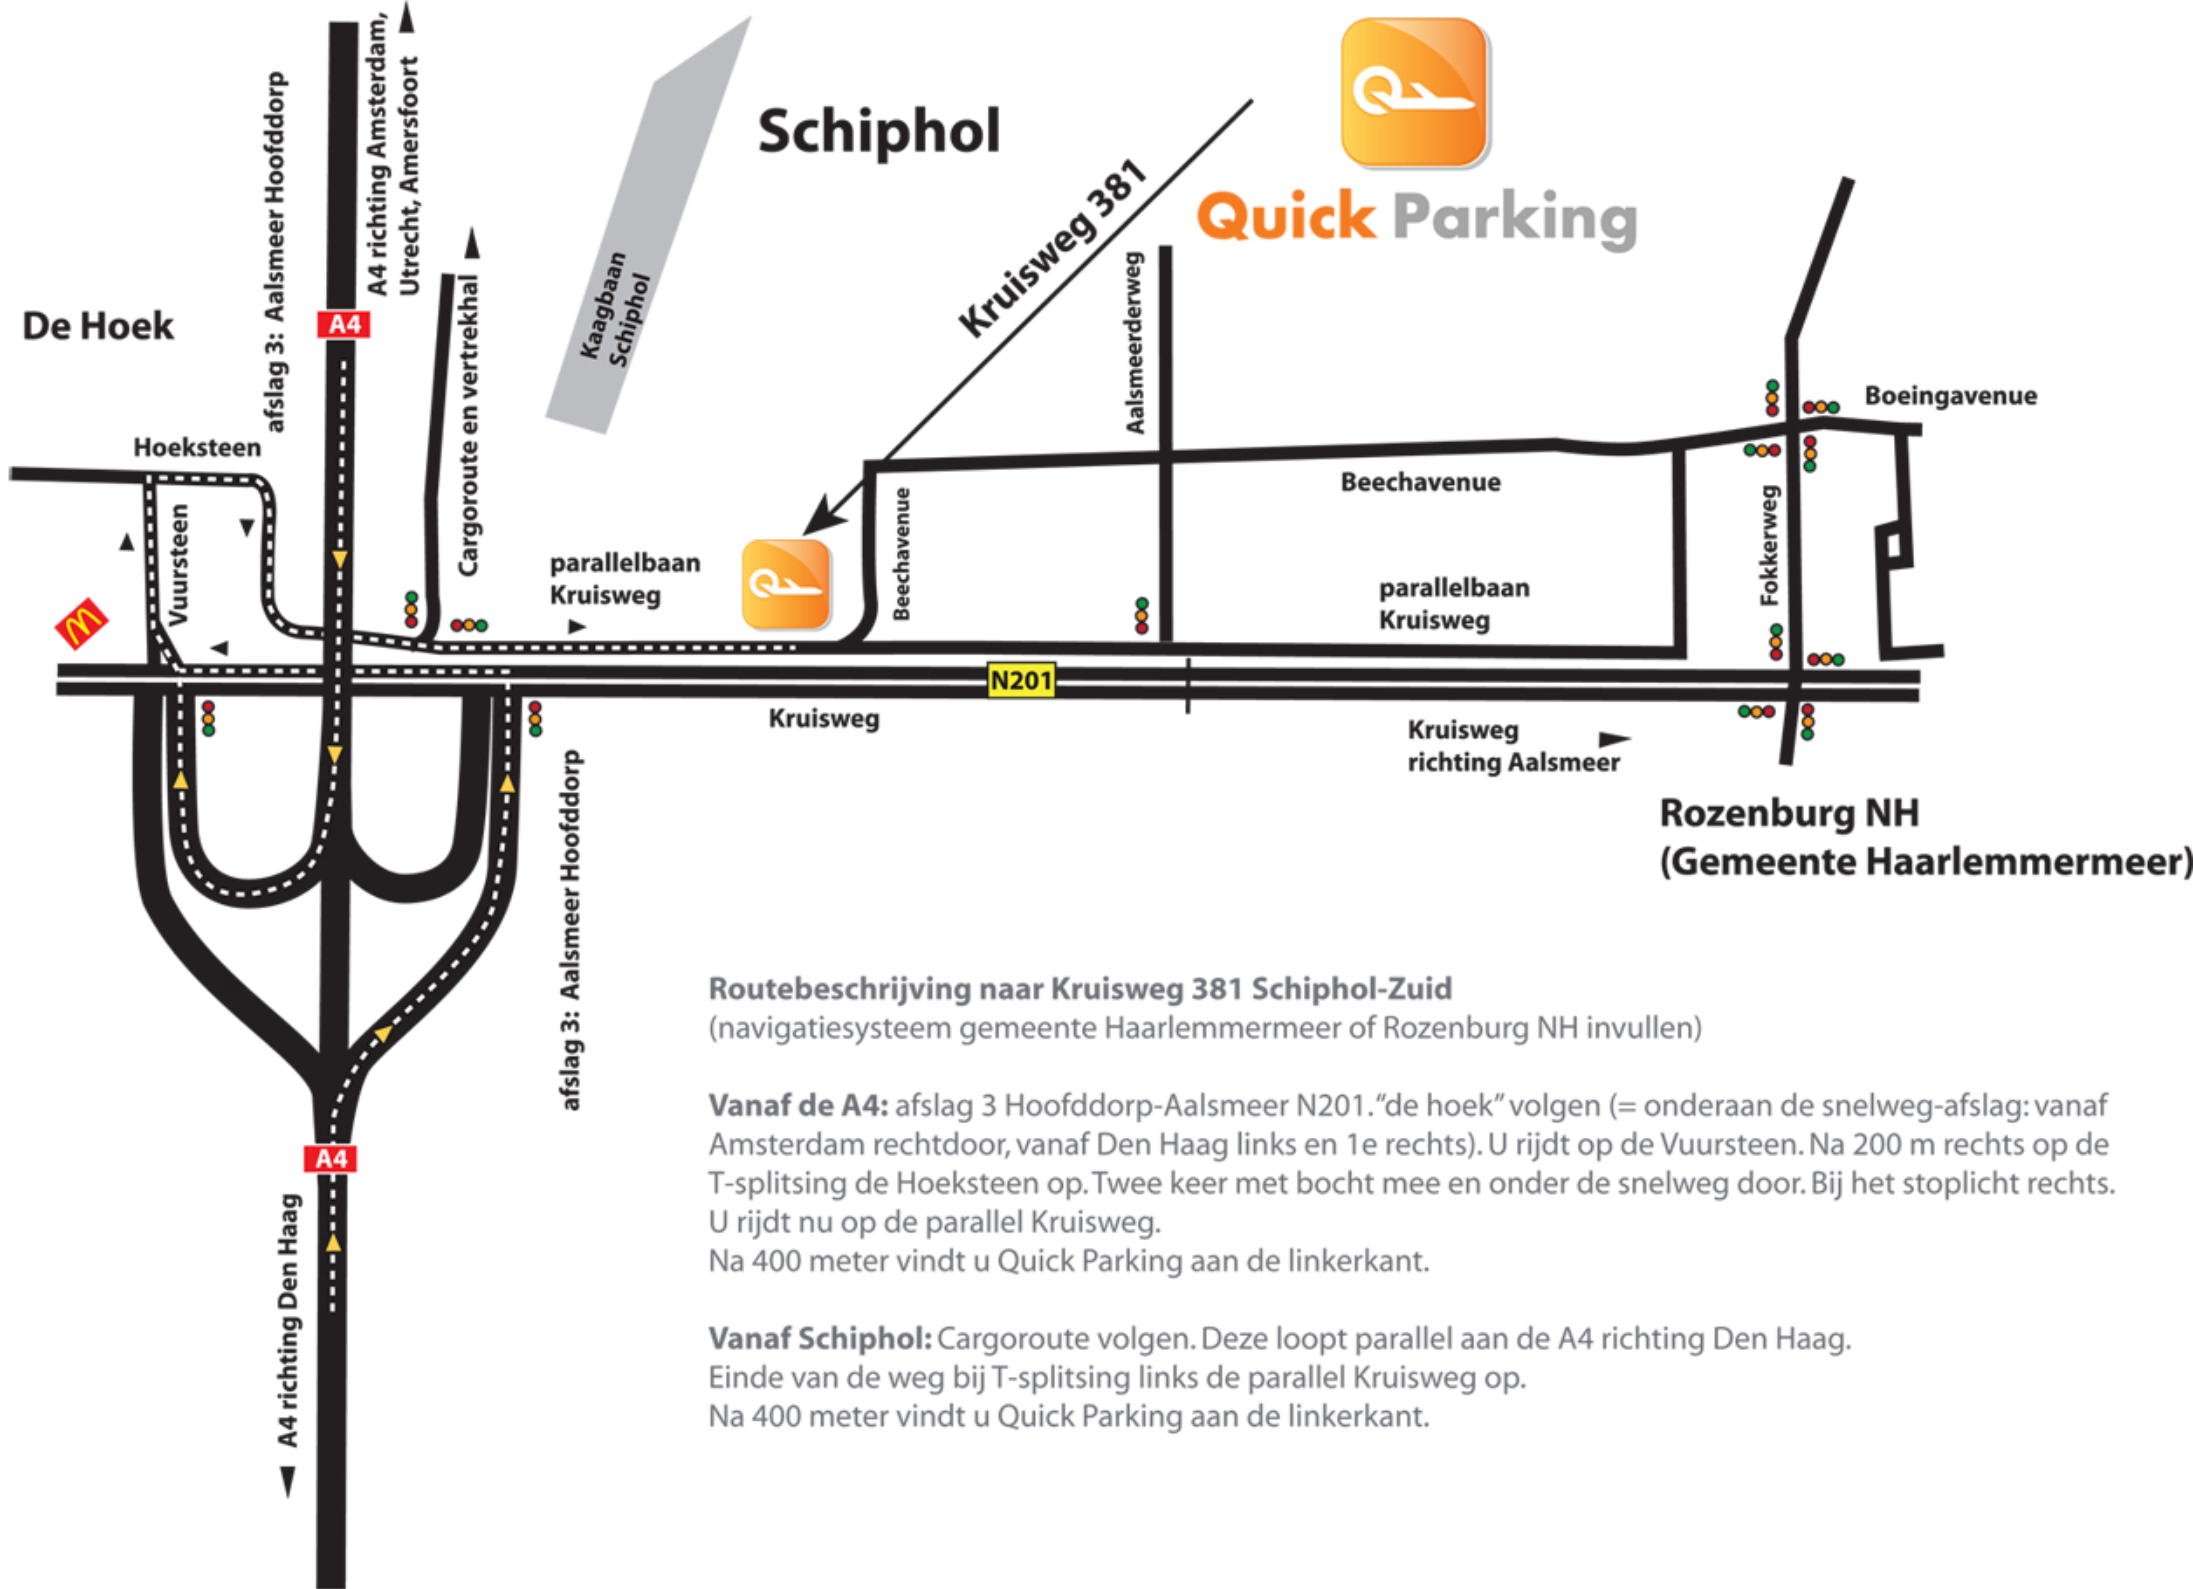 A4 richting Amsterdam,
Utrecht, Amersfoort
afslag 3: Aalsmeer Hoofddorp
Schiphol
Kruisweg 381
Quick Parking
De Hoek
A4
Kaagbaan
Schiphol
Cargoroute en vertrekhal
Aalsmeerderweg
Boeingavenue
Hoeksteen
Vuursteen
Beechavenue
Beechavenue
Fokkerweg
parallelbaan
Kruisweg
parallelbaan
Kruisweg
N201
Kruisweg
Kruisweg
richting Aalsmeer
Rozenburg NH
(Gemeente Haarlemmermeer)
afslag 3: Aalsmeer Hoofddorp
A4
A4 richting Den Haag
Routebeschrijving naar Kruisweg 381 Schiphol-Zuid
(navigatiesysteem gemeente Haarlemmermeer of Rozenburg NH invullen)
Vanaf de A4: afslag 3 Hoofddorp-Aalsmeer N201. “de hoek” volgen (= onderaan de snelweg-afslag: vanaf
Amsterdam rechtdoor, vanaf Den Haag links en 1e rechts). U rijdt op de Vuursteen. Na 200 m rechts op de
T-splitsing de Hoeksteen op. Twee keer met bocht mee en onder de snelweg door. Bij het stoplicht rechts.
U rijdt nu op de parallel Kruisweg.
Na 400 meter vindt u Quick Parking aan de linkerkant.
Vanaf Schiphol: Cargoroute volgen. Deze loopt parallel aan de A4 richting Den Haag.
Einde van de weg bij T-splitsing links de parallel Kruisweg op.
Na 400 meter vindt u Quick Parking aan de linkerkant.